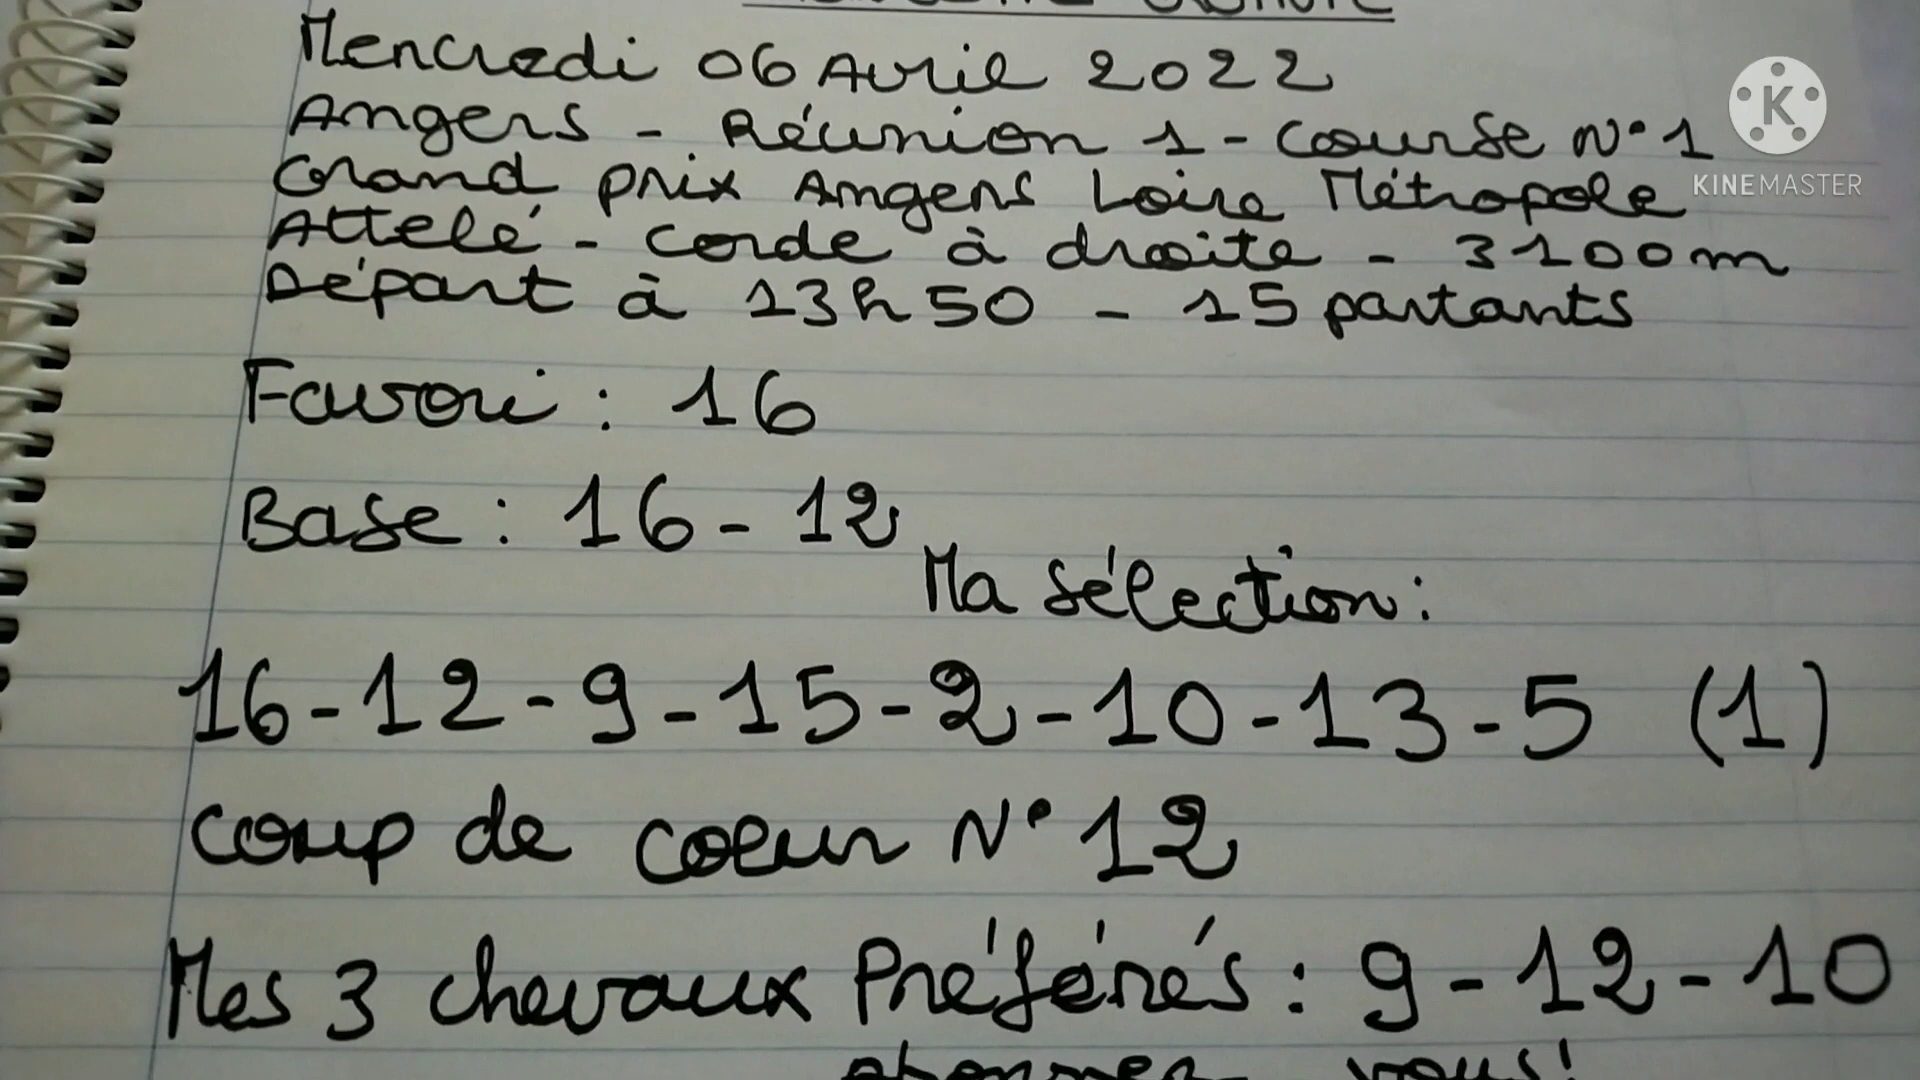 Mercredi 06 Avril 2022
Angers - Réunion 1 - Course N°1
Grand prix Angers Loire Métropole
Attelé - Corde à droite - 3100m
Départ à 13h50 - 15 partants
Favori : 16
Base : 16 - 12
Ma sélection :
16 - 12 - 9 - 15 - 2 - 10 - 13 - 5 (1)
Coup de coeur N° 12
Mes 3 chevaux Préférés : 9 - 12 - 10
abonnez vous!
K
KINEMASTER